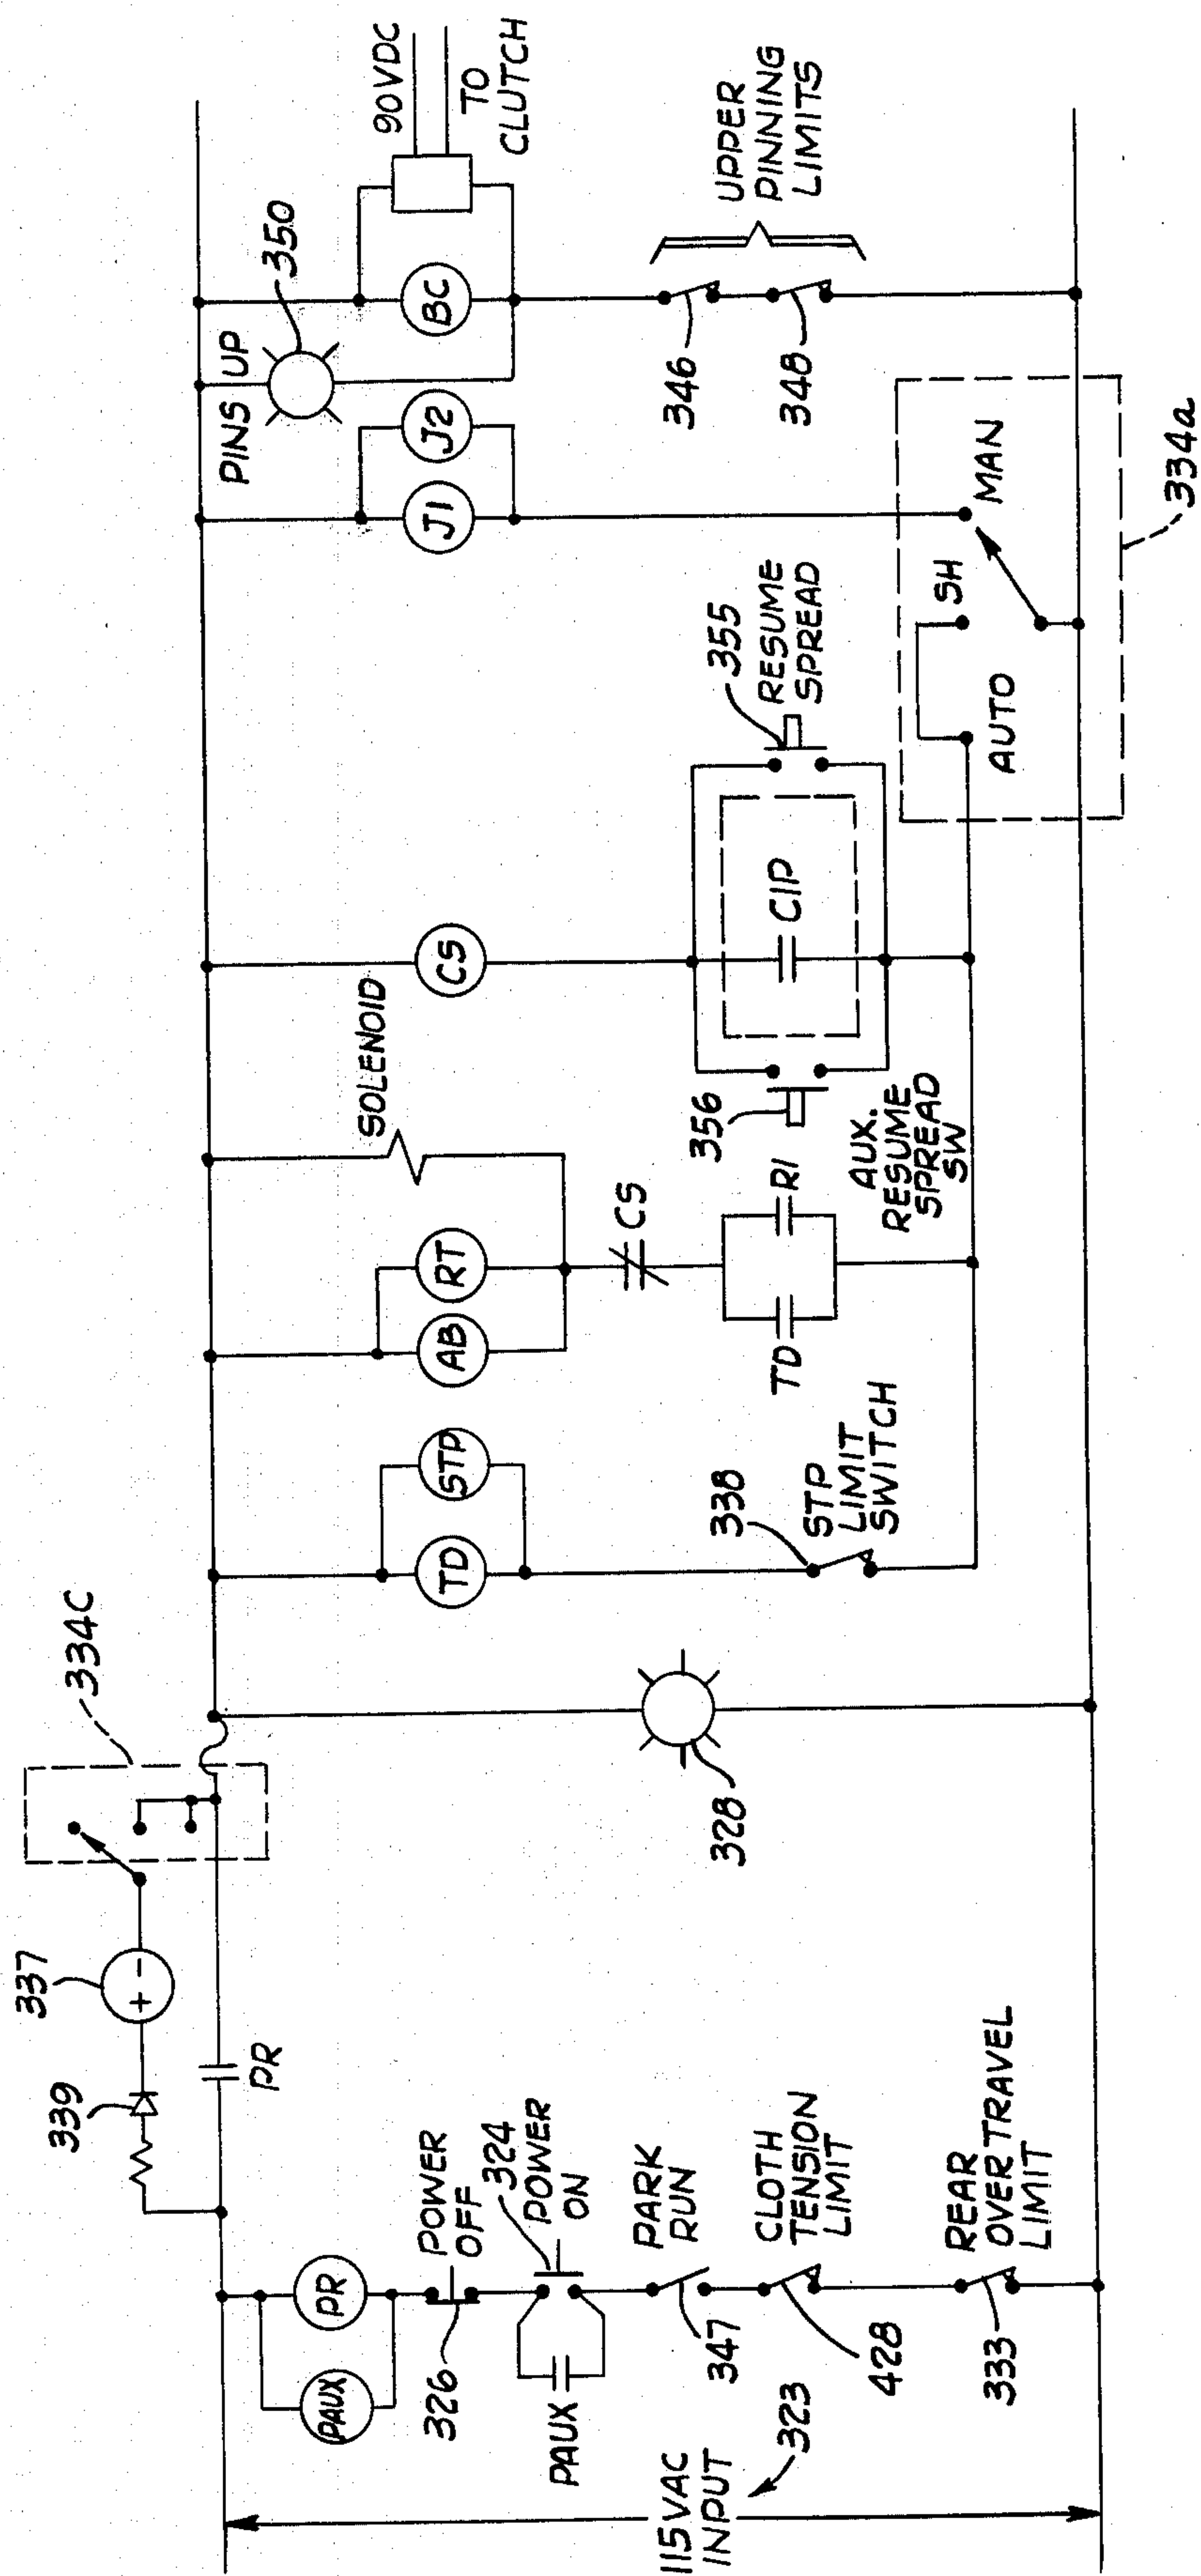 115 VAC
INPUT
323
PAUX
PR
326
POWER
OFF
PAUX
324
POWER
ON
347
PARK
RUN
428
CLOTH
TENSION
LIMIT
333
REAR
OVER TRAVEL
LIMIT
339
337
+ -
PR
334C
328
TD
STP
338
STP
LIMIT
SWITCH
AB
RT
SOLENOID
CS
TD
R1
CS
356
AUX.
RESUME
SPREAD
SW
CIP
355
RESUME
SPREAD
AUTO
SH
MAN
334a
J1
J2
PINS UP
350
BC
90VDC
TO
CLUTCH
346
348
UPPER
PINNING
LIMITS